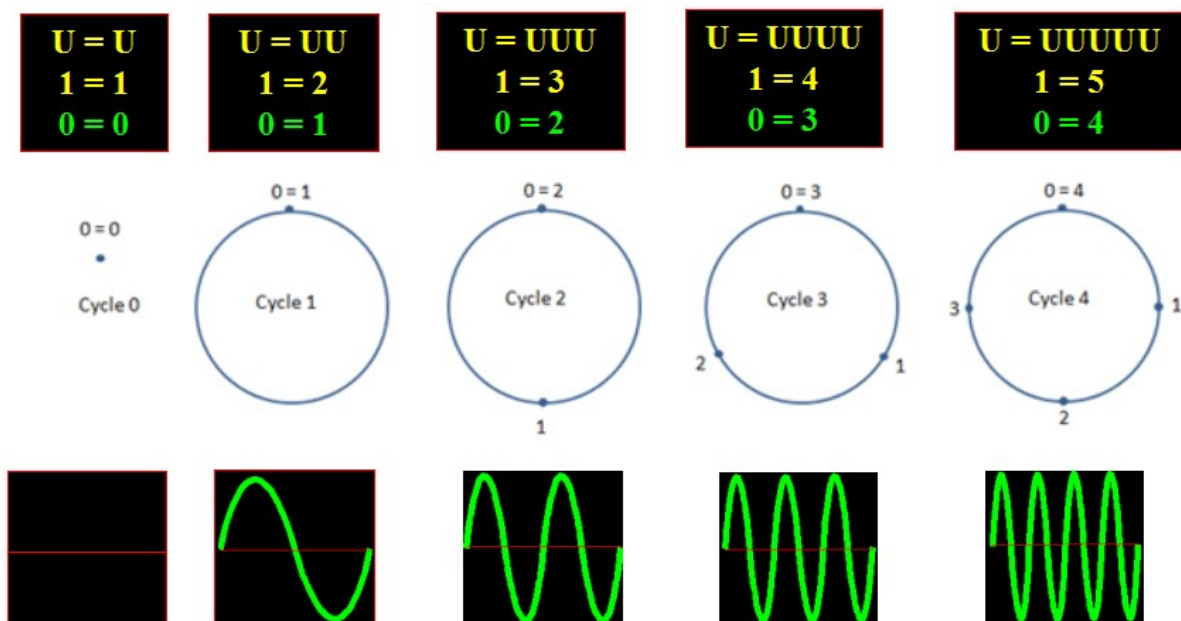 U = U
1 = 1
0 = 0
U = UU
1 = 2
0 = 1
U = UUU
1 = 3
0 = 2
U = UUUU
1 = 4
0 = 3
U = UUUUU
1 = 5
0 = 4
0 = 0
Cycle 0
0 = 1
Cycle 1
0 = 2
Cycle 2
1
0 = 3
Cycle 3
2
1
0 = 4
3
Cycle 4
1
2